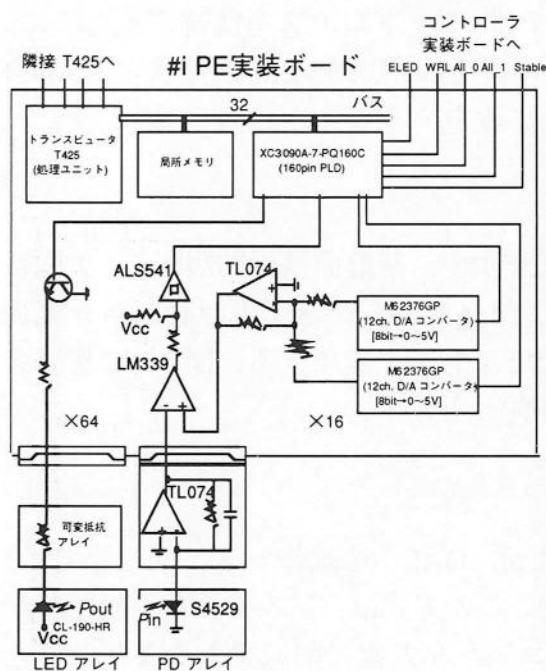 コントローラ
実装ボードへ
隣接 T425へ
#i PE実装ボード
ELED WRL All_0 All_1 Stable
32
バス
トランスピュータ
T425
(処理ユニット)
局所メモリ
XC3090A-7-PQ160C
(160pin PLD)
ALS541
TL074
Vcc
M62376GP
(12ch. D/A コンバータ)
[8bit→0〜5V]
LM339
M62376GP
(12ch. D/A コンバータ)
[8bit→0〜5V]
×64
×16
TL074
可変抵抗
アレイ
Pout
CL-190-HR
Vcc
Pin
S4529
LED アレイ
PD アレイ